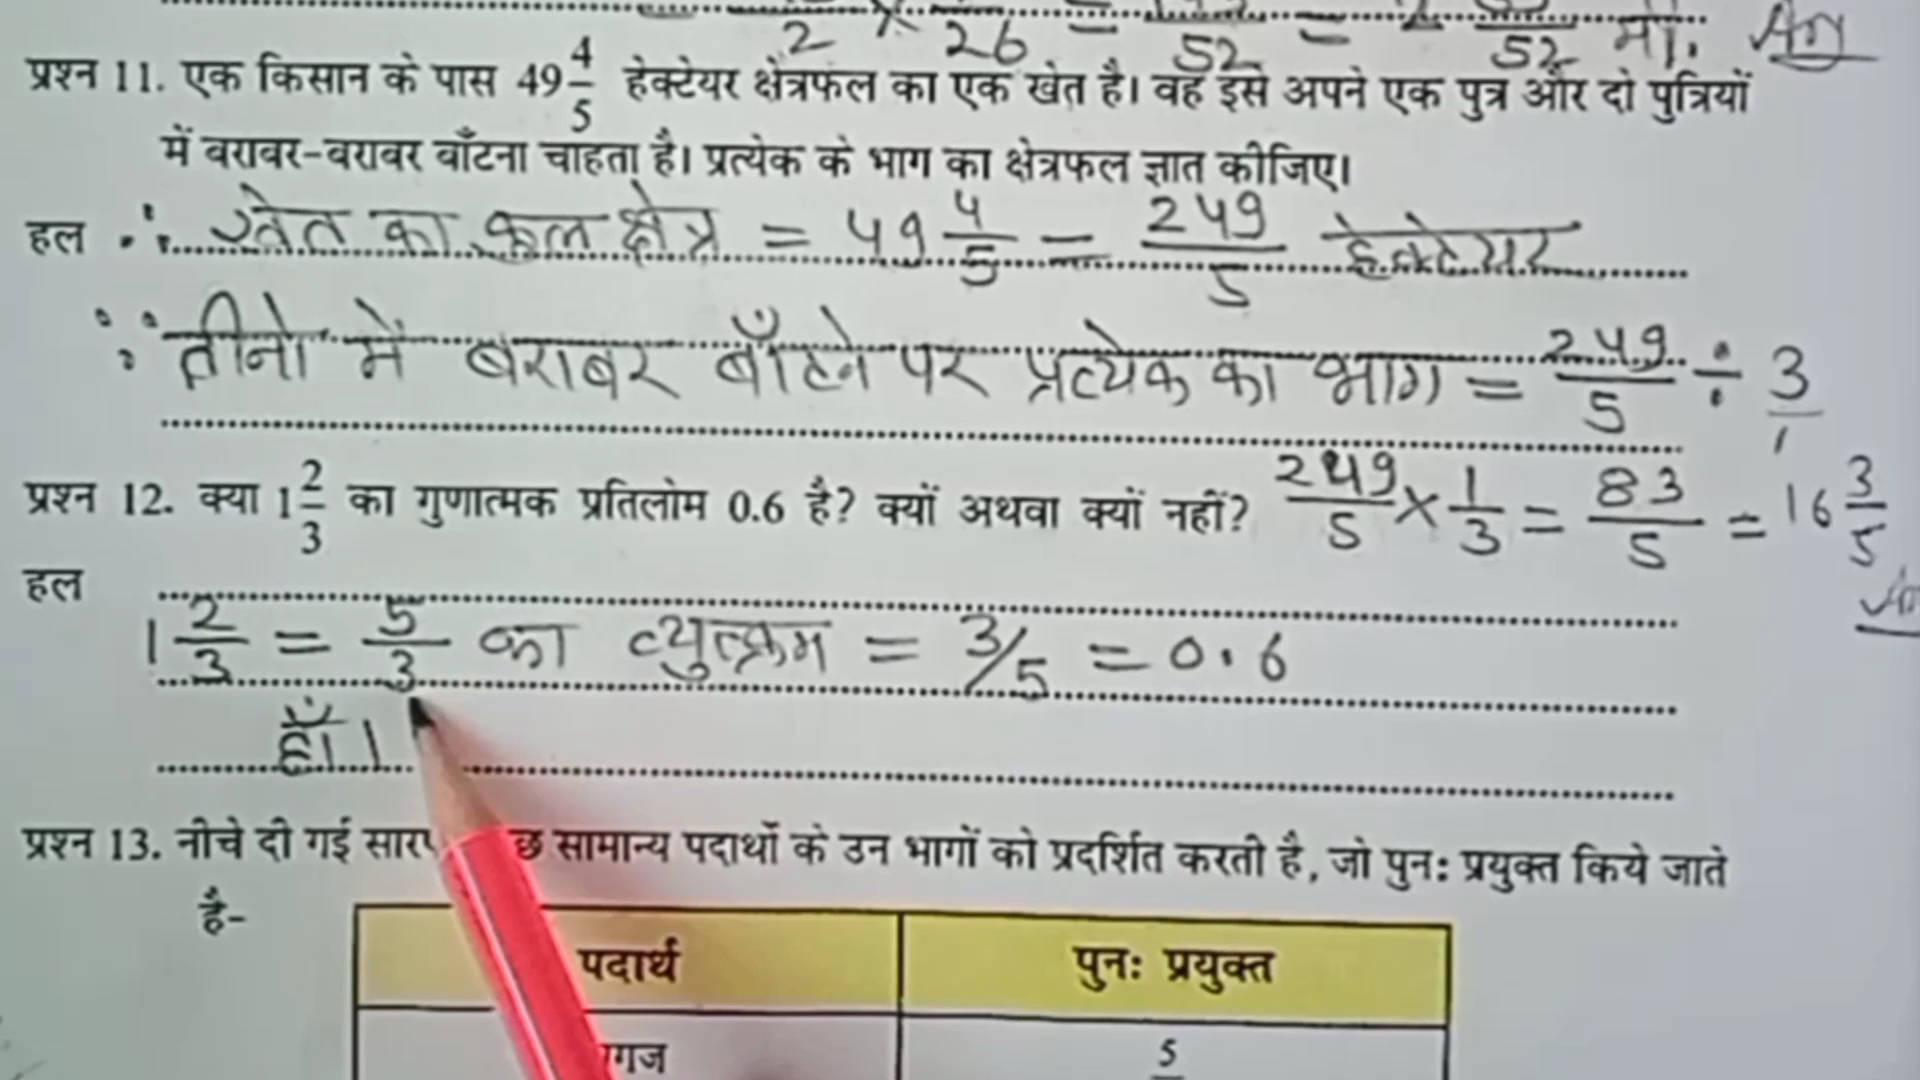 2 × 26 = 52 = 52 मी. Ans
प्रश्न 11. एक किसान के पास 49 4/5 हेक्टेयर क्षेत्रफल का एक खेत है। वह इसे अपने एक पुत्र और दो पुत्रियों
में बराबर-बराबर बाँटना चाहता है। प्रत्येक के भाग का क्षेत्रफल ज्ञात कीजिए।
हल ∴ खेत का कुल क्षेत्र = 49 4/5 = 249/5 हेक्टेयर
∵ तीनो में बराबर बाँटने पर प्रत्येक का भाग = 249/5 ÷ 3/1
प्रश्न 12. क्या 1 2/3 का गुणात्मक प्रतिलोम 0.6 है? क्यों अथवा क्यों नहीं? 249/5 × 1/3 = 83/5 = 16 3/5
हल
1 2/3 = 5/3 का व्युत्क्रम = 3/5 = 0.6
हाँ।
प्रश्न 13. नीचे दी गई सामान्य पदार्थों के उन भागों को प्रदर्शित करती है, जो पुन: प्रयुक्त किये जाते
है-
पदार्थ पुन: प्रयुक्त
5